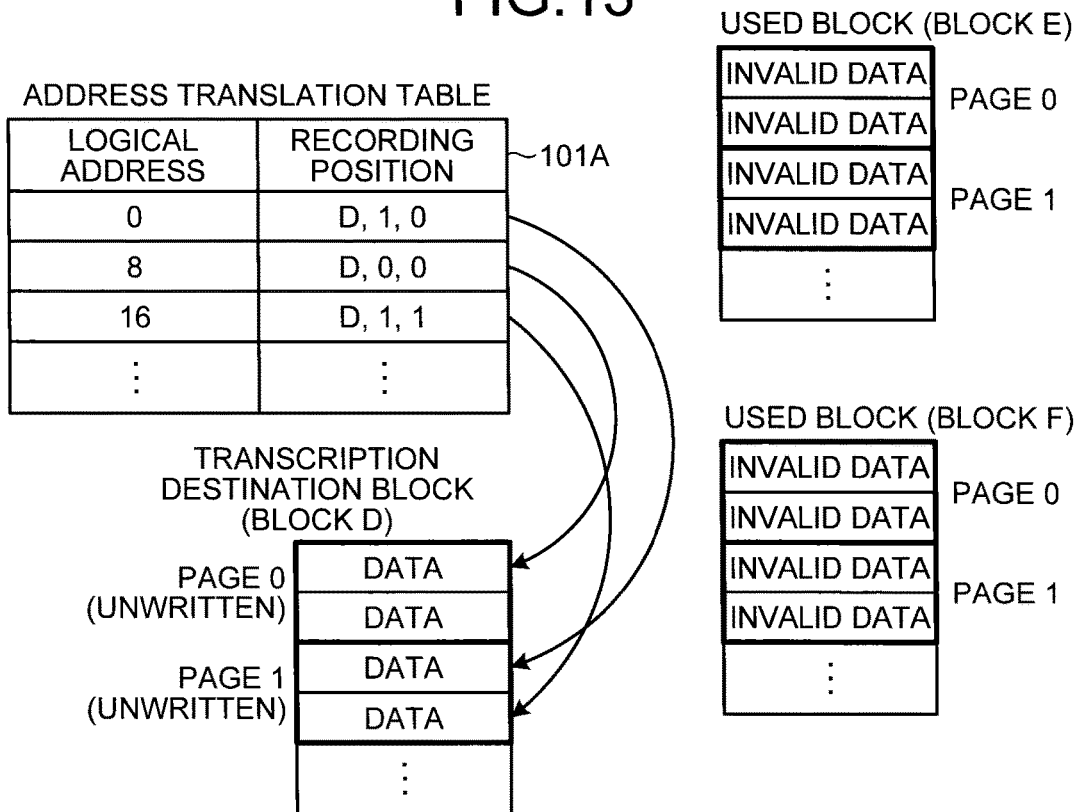 FIG.13
ADDRESS TRANSLATION TABLE
LOGICAL ADDRESS
RECORDING POSITION
~101A
0
D, 1, 0
8
D, 0, 0
16
D, 1, 1
⋮
⋮
TRANSCRIPTION
DESTINATION BLOCK
(BLOCK D)
PAGE 0
(UNWRITTEN)
DATA
DATA
PAGE 1
(UNWRITTEN)
DATA
DATA
⋮
USED BLOCK (BLOCK E)
INVALID DATA
INVALID DATA
PAGE 0
INVALID DATA
INVALID DATA
PAGE 1
⋮
USED BLOCK (BLOCK F)
INVALID DATA
INVALID DATA
PAGE 0
INVALID DATA
INVALID DATA
PAGE 1
⋮